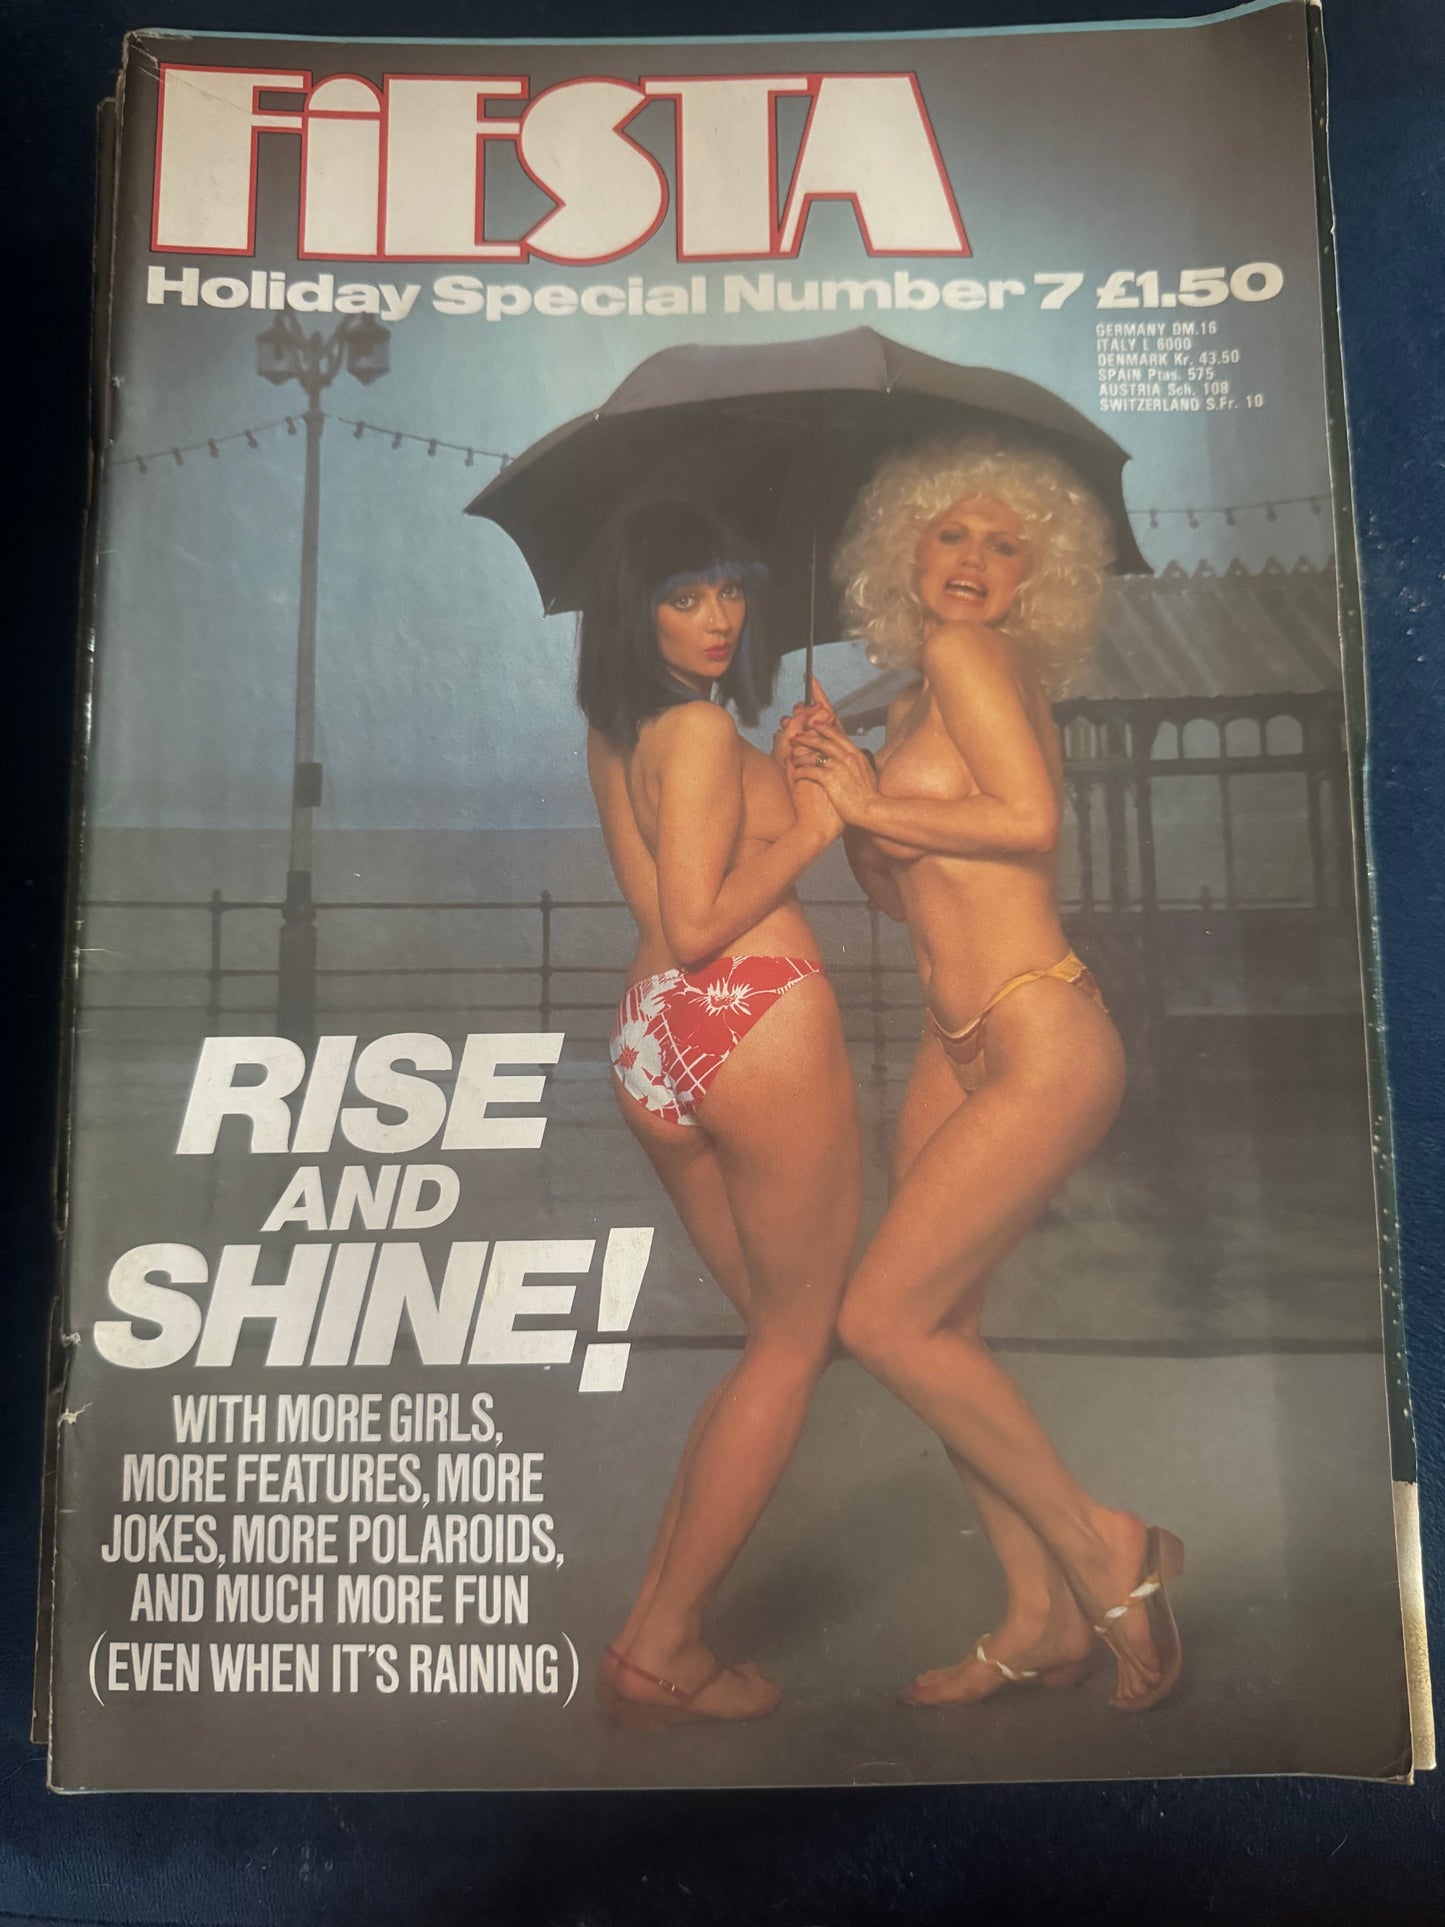 FiESTA
Holiday Special Number 7 £1.50
GERMANY DM.16
ITALY L 6000
DENMARK Kr. 43.50
SPAIN Ptas. 575
AUSTRIA Sch. 108
SWITZERLAND S.Fr. 10
RISE
AND
SHINE!
WITH MORE GIRLS,
MORE FEATURES, MORE
JOKES, MORE POLAROIDS,
AND MUCH MORE FUN
(EVEN WHEN IT'S RAINING)